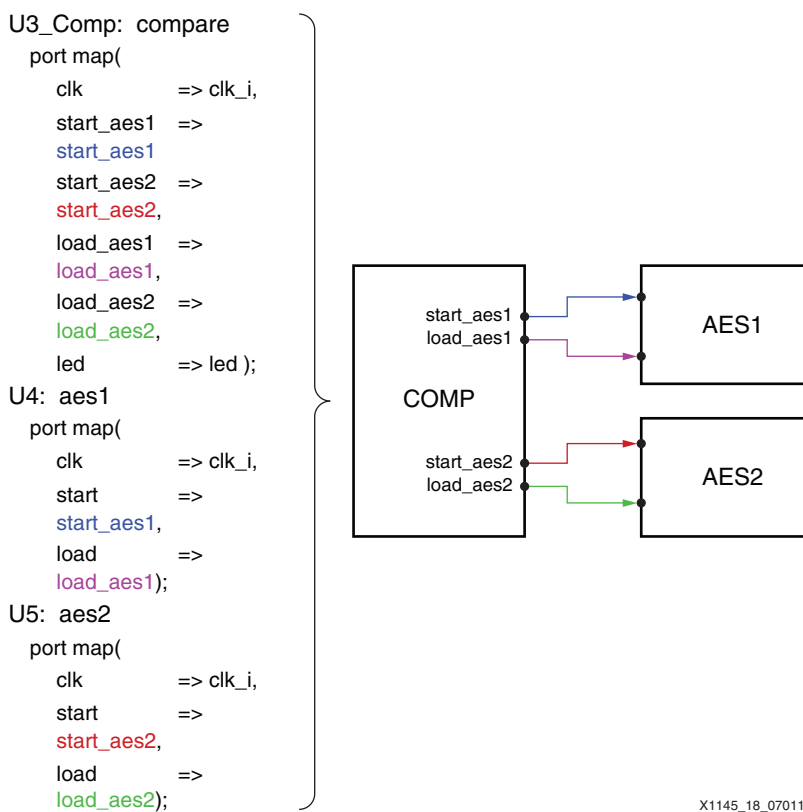 U3_Comp: compare
port map(
clk => clk_i,
start_aes1 =>
start_aes1
start_aes2 =>
start_aes2,
load_aes1 =>
load_aes1,
load_aes2 =>
load_aes2,
led => led );
U4: aes1
port map(
clk => clk_i,
start =>
start_aes1,
load =>
load_aes1);
U5: aes2
port map(
clk => clk_i,
start =>
start_aes2,
load =>
load_aes2);
COMP
start_aes1
load_aes1
start_aes2
load_aes2
AES1
AES2
X1145_18_07011